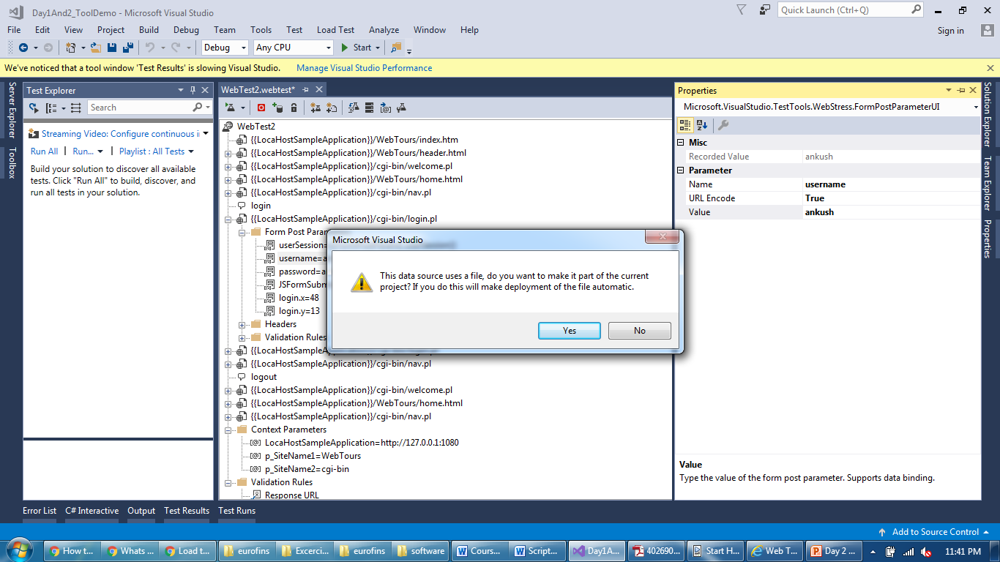 Day1And2_ToolDemo - Microsoft Visual Studio
Quick Launch (Ctrl+Q)
File Edit View Project Build Debug Team Tools Test Load Test Analyze Window Help
Sign in
Debug Any CPU Start
We've noticed that a tool window 'Test Results' is slowing Visual Studio. Manage Visual Studio Performance
Server Explorer
Toolbox
Test Explorer
Search
Streaming Video: Configure continuous i
Run All | Run... | Playlist : All Tests
Build your solution to discover all available
tests. Click "Run All" to build, discover, and
run all tests in your solution.
WebTest2.webtest*
WebTest2
{{LocaHostSampleApplication}}/WebTours/index.htm
{{LocaHostSampleApplication}}/WebTours/header.html
{{LocaHostSampleApplication}}/cgi-bin/welcome.pl
{{LocaHostSampleApplication}}/WebTours/home.html
{{LocaHostSampleApplication}}/cgi-bin/nav.pl
login
{{LocaHostSampleApplication}}/cgi-bin/login.pl
Form Post Para
userSession=
username=a
password=a
JSFormSubm
login.x=48
login.y=13
Headers
Validation Rules
{{LocaHostSampleApplication}}/cgi-bin/login.pl
{{LocaHostSampleApplication}}/cgi-bin/nav.pl
logout
{{LocaHostSampleApplication}}/cgi-bin/welcome.pl
{{LocaHostSampleApplication}}/WebTours/home.html
{{LocaHostSampleApplication}}/cgi-bin/nav.pl
Context Parameters
LocaHostSampleApplication=http://127.0.0.1:1080
p_SiteName1=WebTours
p_SiteName2=cgi-bin
Validation Rules
Response URL
Microsoft Visual Studio
This data source uses a file, do you want to make it part of the current
project? If you do this will make deployment of the file automatic.
Yes No
Properties
Microsoft.VisualStudio.TestTools.WebStress.FormPostParameterUI
Misc
Recorded Value ankush
Parameter
Name username
URL Encode True
Value ankush
Value
Type the value of the form post parameter. Supports data binding.
Solution Explorer
Team Explorer
Properties
Error List C# Interactive Output Test Results Test Runs
Add to Source Control
How t... Whats ... Load t... eurofins Excerci... eurofins software Cours... Script... Day1A... 402690... Start H... Web T... Day 2 ... 11:41 PM